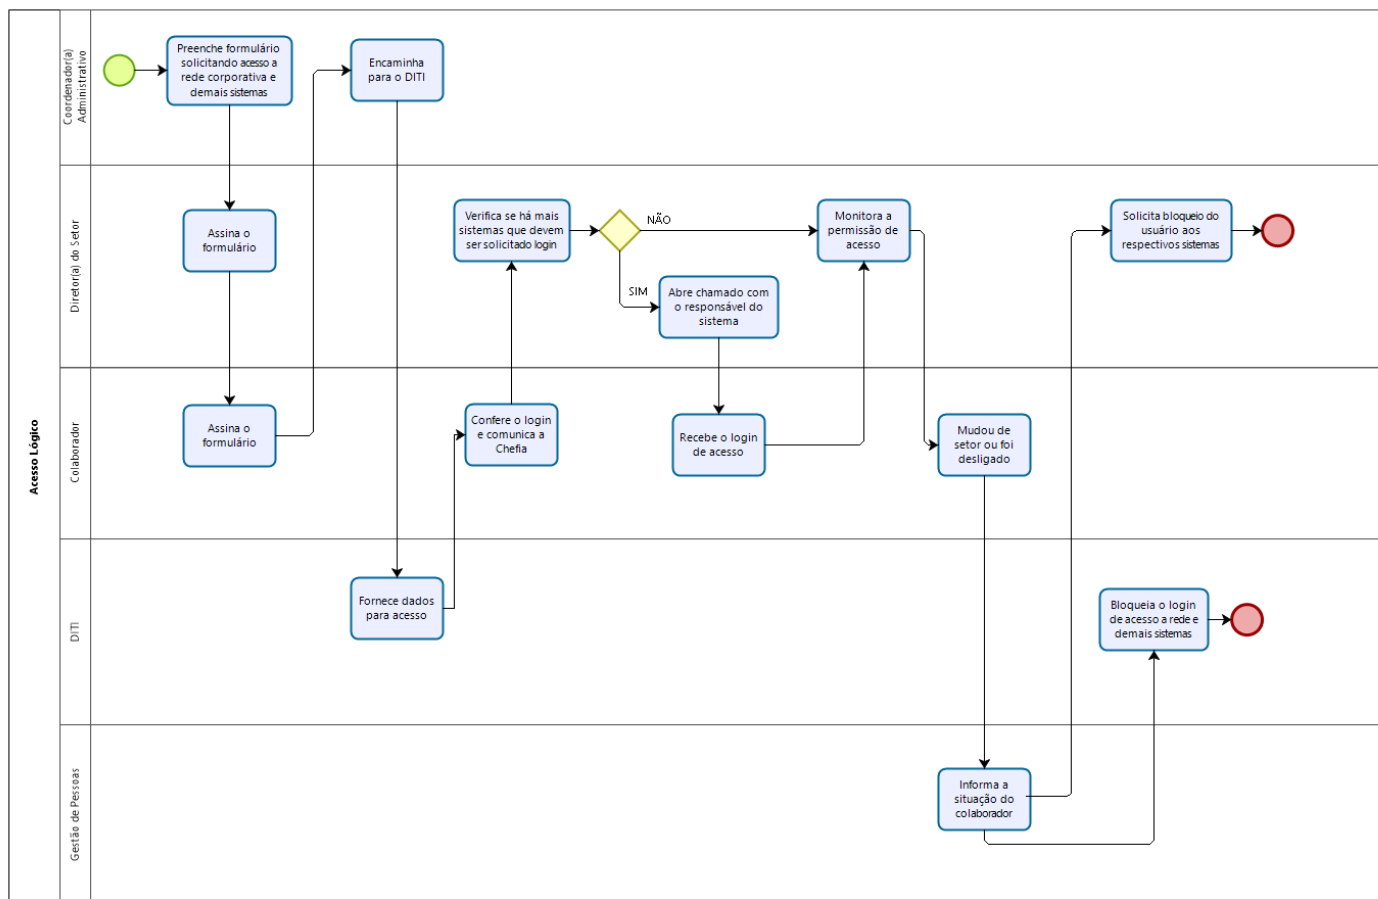 Acesso Lógico
Coordenador(a)
Administrativo
Preenche formulário
solicitando acesso a
rede corporativa e
demais sistemas
Encaminha
para o DITI
Diretor(a) do Setor
Assina o
formulário
Verifica se há mais
sistemas que devem
ser solicitado login
NÃO
SIM
Abre chamado com
o responsável do
sistema
Monitora a
permissão de
acesso
Solicita bloqueio do
usuário aos
respectivos sistemas
Colaborador
Assina o
formulário
Confere o login
e comunica a
Chefia
Recebe o login
de acesso
Mudou de
setor ou foi
desligado
DITI
Fornece dados
para acesso
Bloqueia o login
de acesso a rede e
demais sistemas
Gestão de Pessoas
Informa a
situação do
colaborador